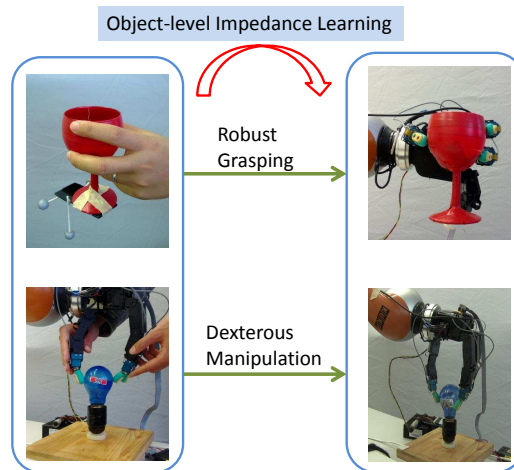 Object-level Impedance Learning
Robust
Grasping
Dexterous
Manipulation